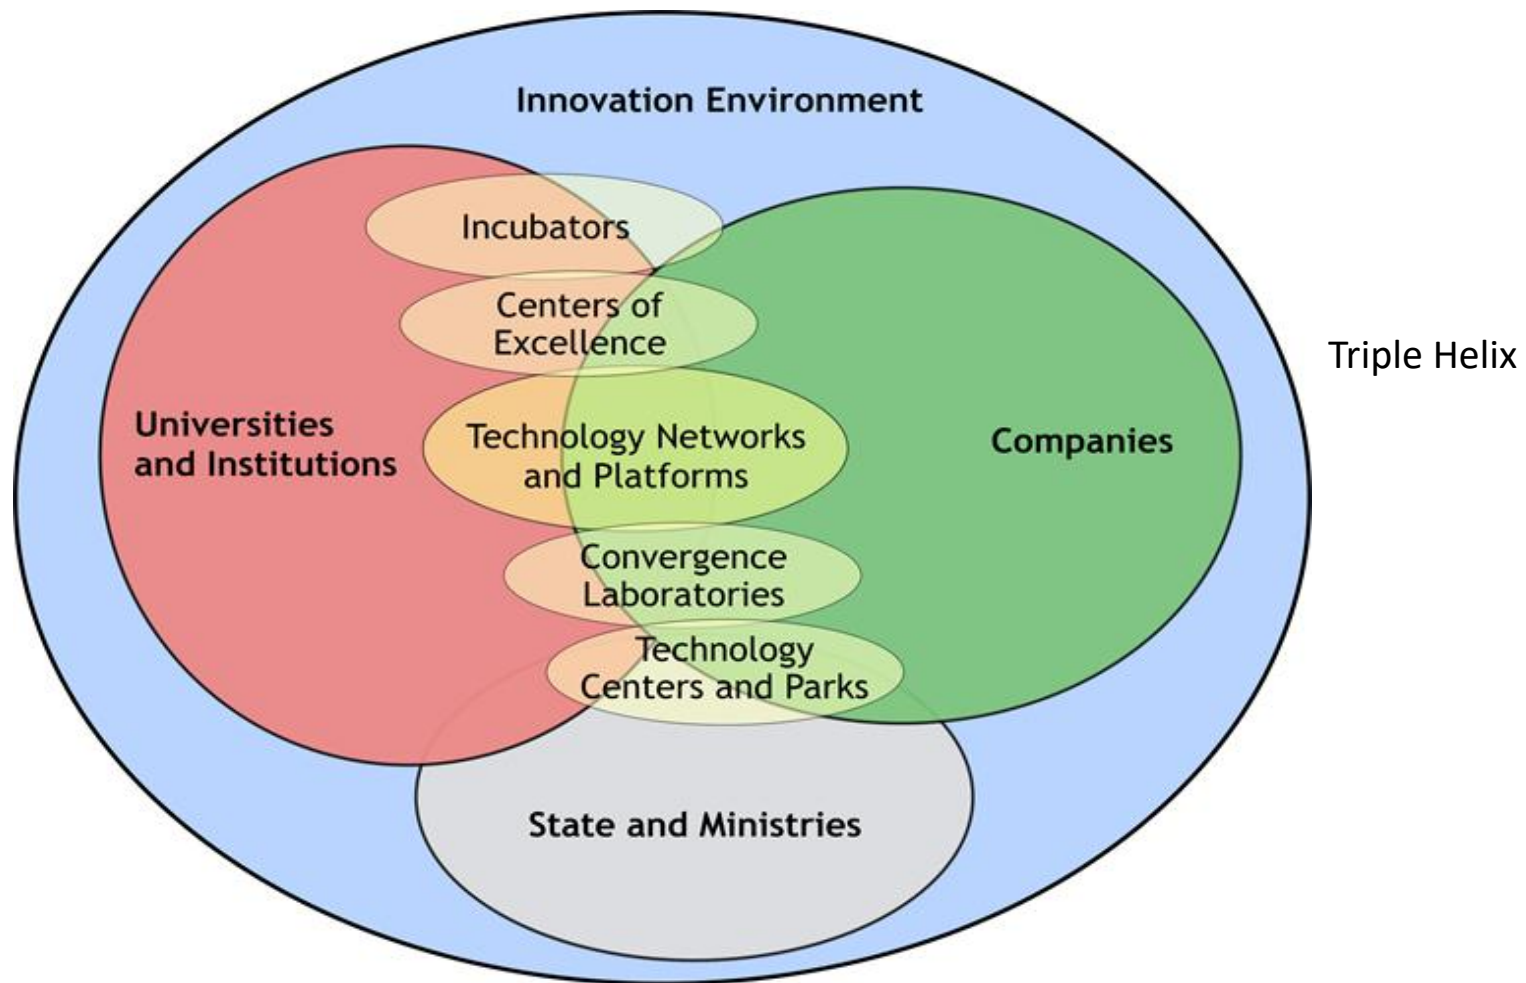 Innovation Environment
Incubators
Centers of
Excellence
Triple Helix
Universities
and Institutions
Technology Networks
and Platforms
Companies
Convergence
Laboratories
Technology
Centers and Parks
State and Ministries